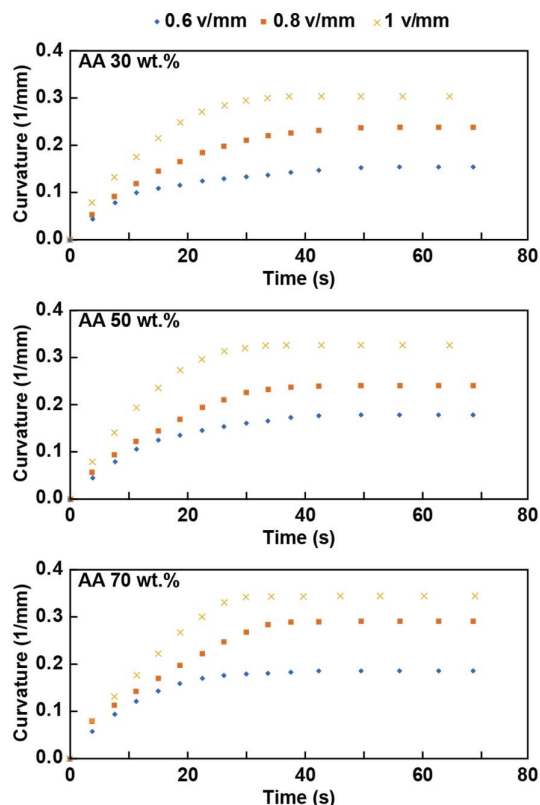 0.6 v/mm 0.8 v/mm 1 v/mm
AA 30 wt.%
Curvature (1/mm)
0.4
0.3
0.2
0.1
0.0
0 20 40 60 80
Time (s)
AA 50 wt.%
Curvature (1/mm)
0.4
0.3
0.2
0.1
0.0
0 20 40 60 80
Time (s)
AA 70 wt.%
Curvature (1/mm)
0.4
0.3
0.2
0.1
0.0
0 20 40 60 80
Time (s)